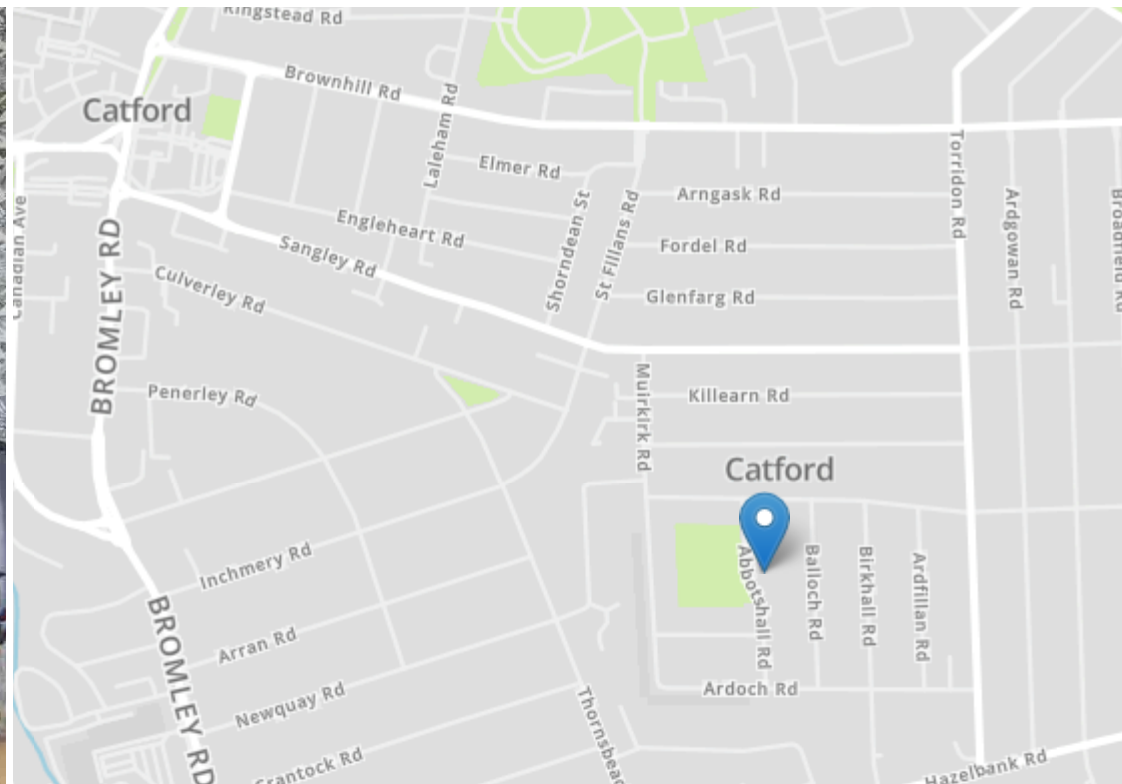 Ringstead Rd
Brownhill Rd
Catford
Laleham Rd
Elmer Rd
Torridon Rd
Arngask Rd
Ardgowan Rd
Broadfield Rd
Canadian Ave
Engleheart Rd
Shorndean St
St Fillans Rd
Fordel Rd
Sangley Rd
BROMLEY RD
Culverley Rd
Glenfarg Rd
Penerley Rd
Muirkirk Rd
Killearn Rd
Catford
Inchmery Rd
Abbotshall Rd
Balloch Rd
Birkhall Rd
Ardfillan Rd
BROMLEY RD
Arran Rd
Newquay Rd
Ardoch Rd
Thornsbeac
Crantock Rd
Hazelbank Rd